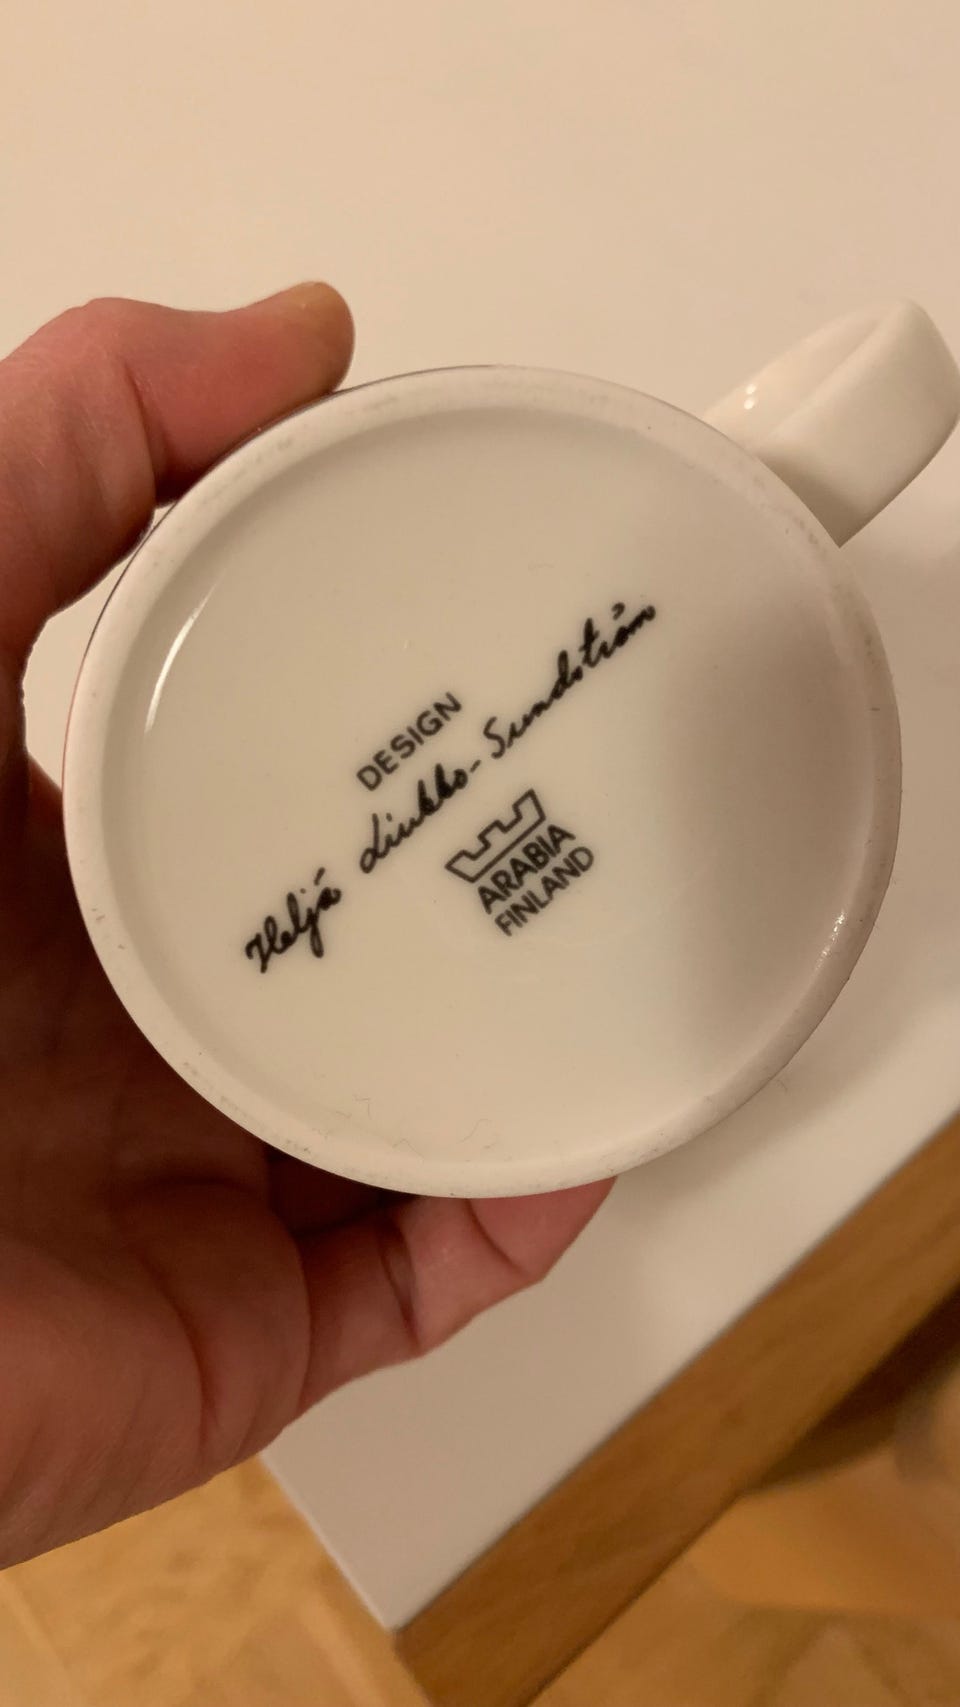 DESIGN
Heljä Liukko-Sundström
ARABIA
FINLAND